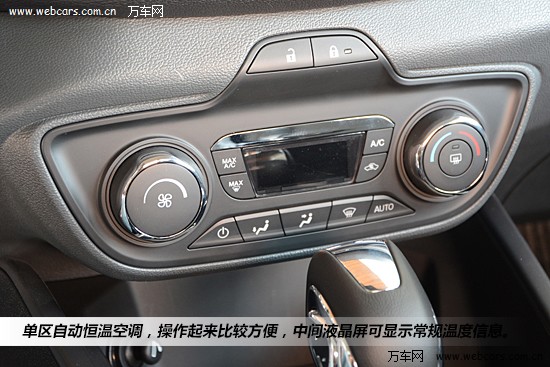 www.webcars.com.cn 万车网
MAX A/C
A/C
MAX
AUTO
单区自动恒温空调，操作起来比较方便，中间液晶屏可显示常规温度信息。
万车网
www.webcars.com.cn